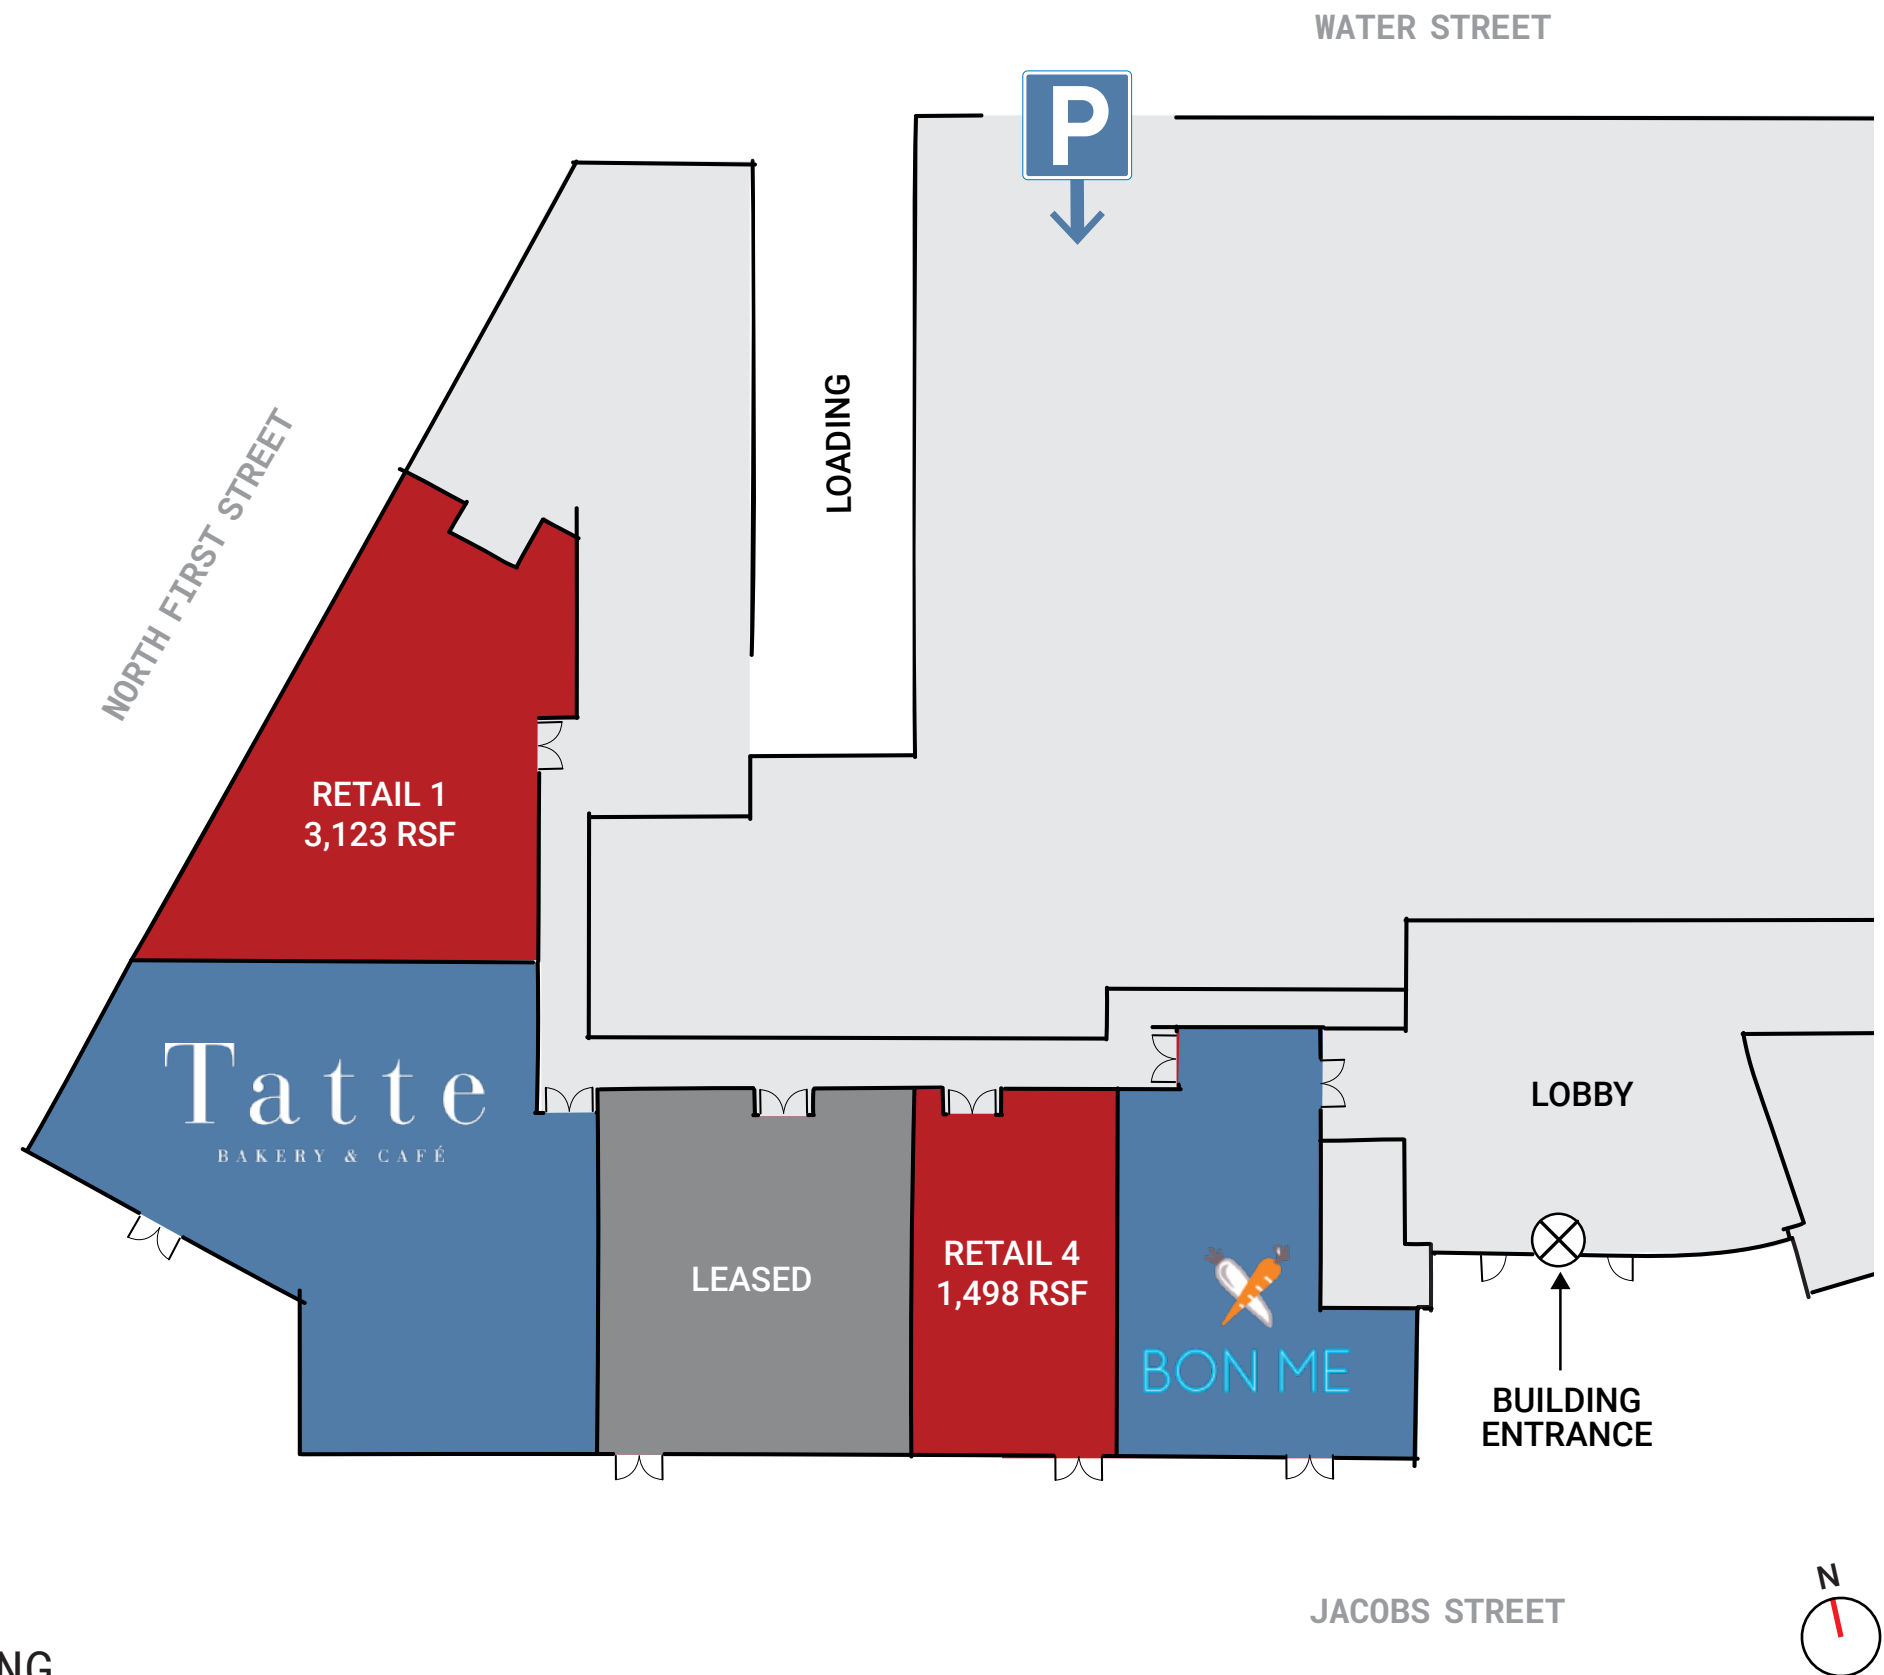 WATER STREET
P
LOADING
NORTH FIRST STREET
RETAIL 1
3,123 RSF
Tatte
BAKERY & CAFÉ
LEASED
RETAIL 4
1,498 RSF
BON ME
LOBBY
BUILDING
ENTRANCE
JACOBS STREET
N
NG